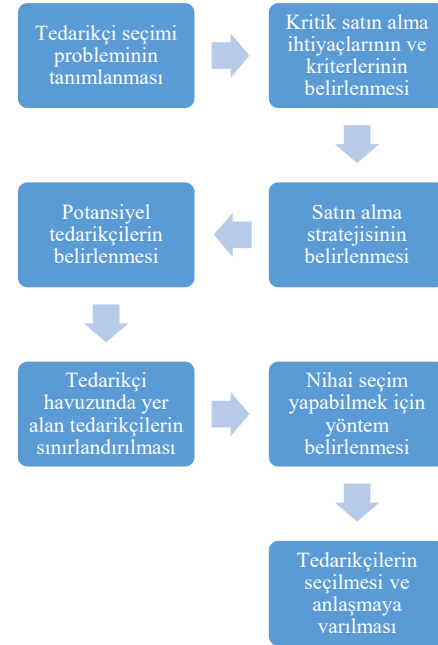 Tedarikçi seçimi
probleminin
tanımlanması
Kritik satın alma
ihtiyaçlarının ve
kriterlerinin
belirlenmesi
Satın alma
stratejisinin
belirlenmesi
Potansiyel
tedarikçilerin
belirlenmesi
Tedarikçi
havuzunda yer
alan tedarikçilerin
sınırlandırılması
Nihai seçim
yapabilmek için
yöntem
belirlenmesi
Tedarikçilerin
seçilmesi ve
anlaşmaya
varılması